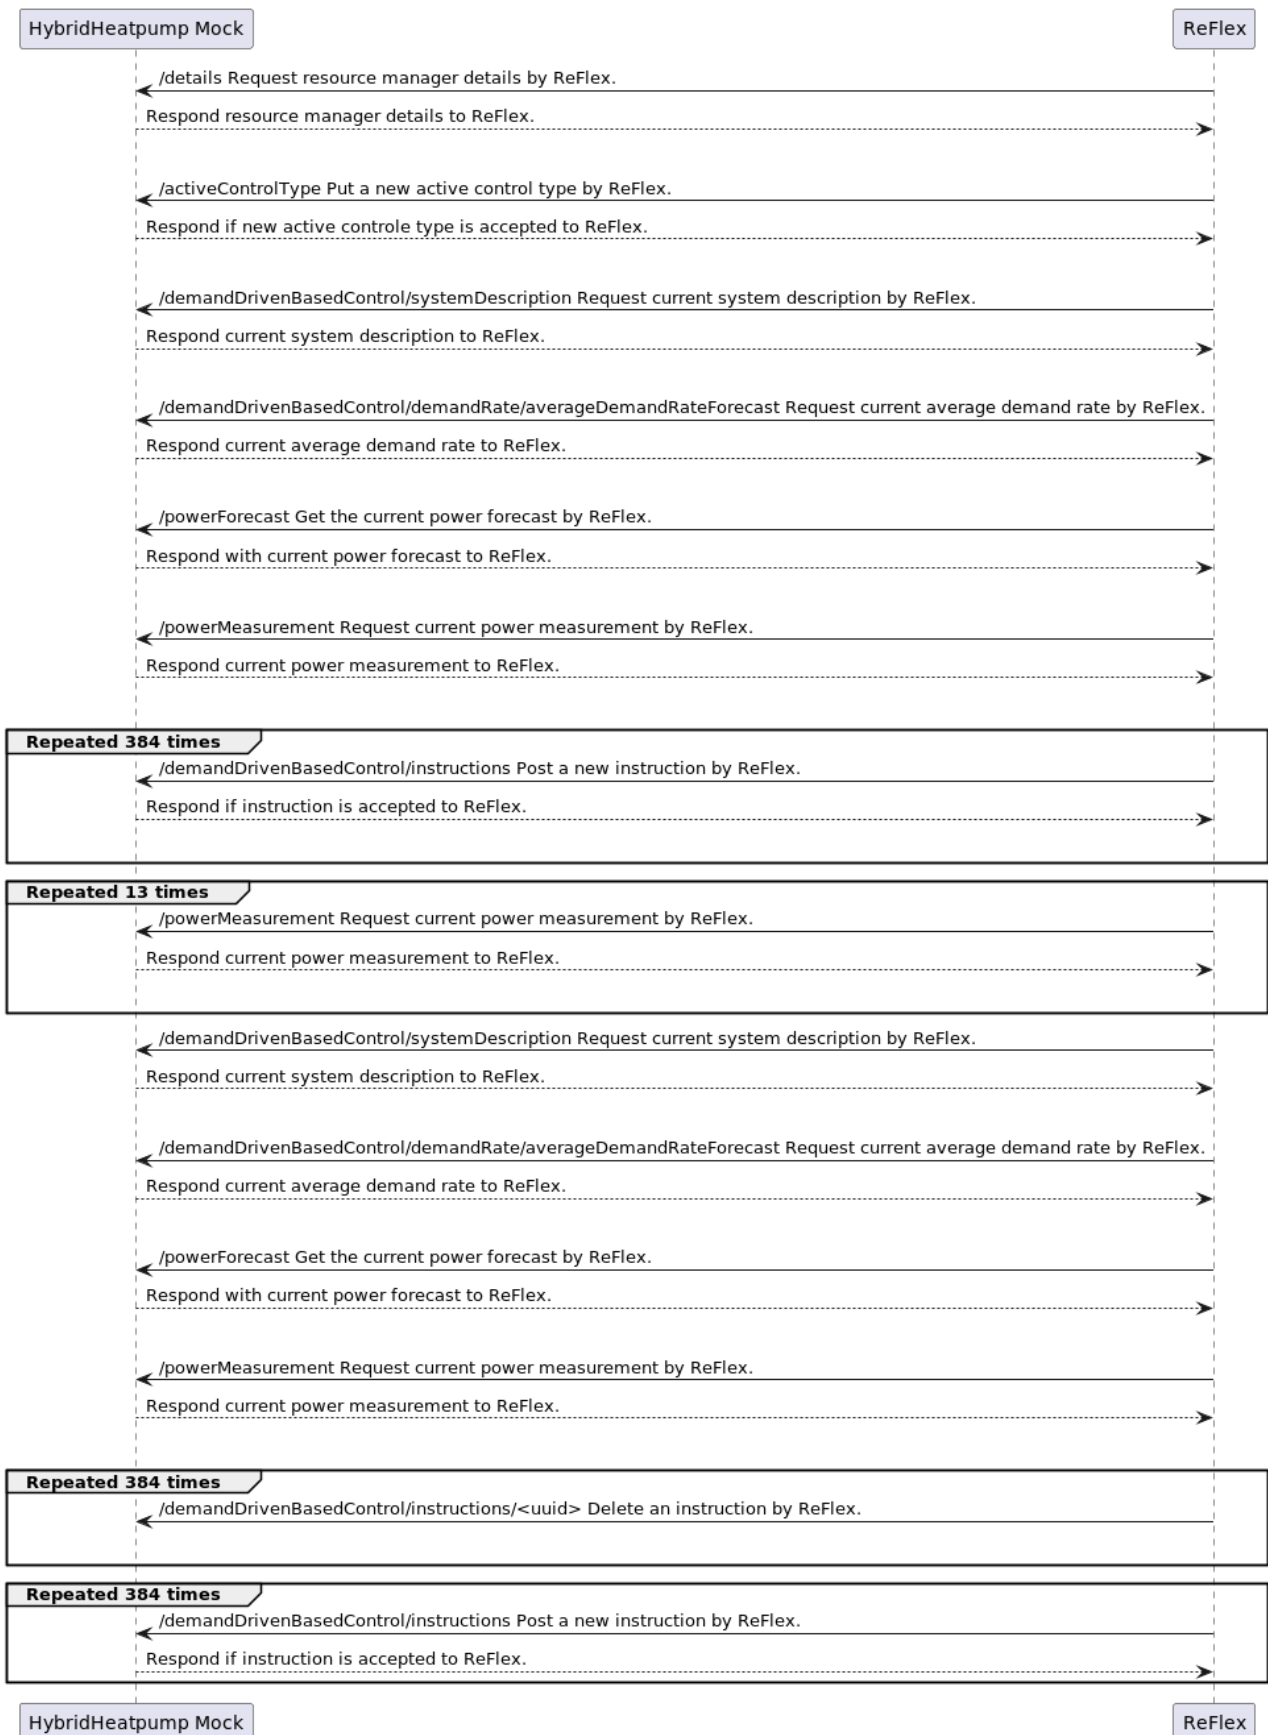 HybridHeatpump Mock
ReFlex
/details Request resource manager details by ReFlex.
Respond resource manager details to ReFlex.
/activeControlType Put a new active control type by ReFlex.
Respond if new active controle type is accepted to ReFlex.
/demandDrivenBasedControl/systemDescription Request current system description by ReFlex.
Respond current system description to ReFlex.
/demandDrivenBasedControl/demandRate/averageDemandRateForecast Request current average demand rate by ReFlex.
Respond current average demand rate to ReFlex.
/powerForecast Get the current power forecast by ReFlex.
Respond with current power forecast to ReFlex.
/powerMeasurement Request current power measurement by ReFlex.
Respond current power measurement to ReFlex.
Repeated 384 times
/demandDrivenBasedControl/instructions Post a new instruction by ReFlex.
Respond if instruction is accepted to ReFlex.
Repeated 13 times
/powerMeasurement Request current power measurement by ReFlex.
Respond current power measurement to ReFlex.
/demandDrivenBasedControl/systemDescription Request current system description by ReFlex.
Respond current system description to ReFlex.
/demandDrivenBasedControl/demandRate/averageDemandRateForecast Request current average demand rate by ReFlex.
Respond current average demand rate to ReFlex.
/powerForecast Get the current power forecast by ReFlex.
Respond with current power forecast to ReFlex.
/powerMeasurement Request current power measurement by ReFlex.
Respond current power measurement to ReFlex.
Repeated 384 times
/demandDrivenBasedControl/instructions/<uuid> Delete an instruction by ReFlex.
Repeated 384 times
/demandDrivenBasedControl/instructions Post a new instruction by ReFlex.
Respond if instruction is accepted to ReFlex.
HybridHeatpump Mock
ReFlex